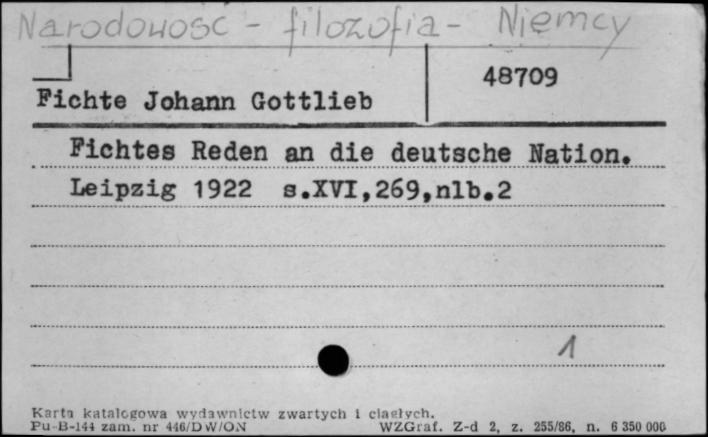 Narodowość - filozofia - Niemcy
48709
Fichte Johann Gottlieb
Fichtes Reden an die deutsche Nation.
Leipzig 1922 s.XVI,269,nlb.2
1
Karta katalogowa wydawnictw zwartych i ciągłych.
Pu-B-144 zam. nr 446/DW/ON WZGraf. Z-d 2, z. 255/86, n. 6 350 000